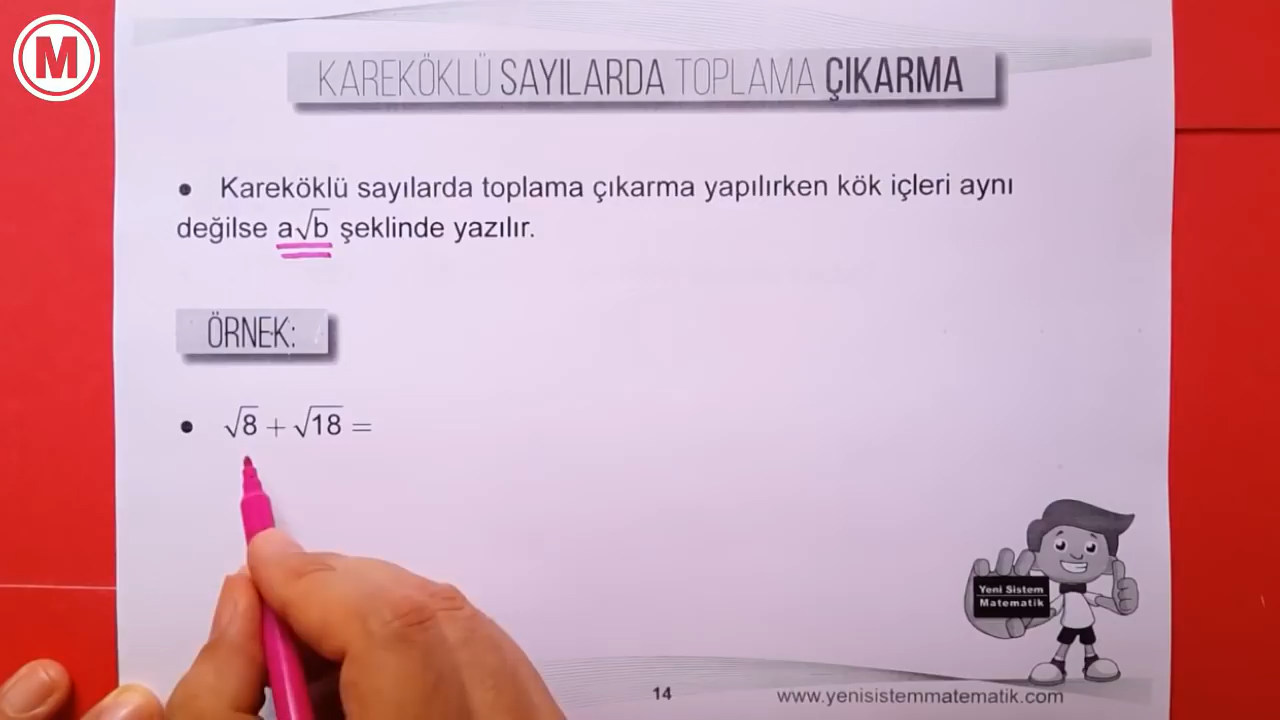 M
KAREKÖKLÜ SAYILARDA TOPLAMA ÇIKARMA
● Kareköklü sayılarda toplama çıkarma yapılırken kök içleri aynı
değilse a√b şeklinde yazılır.
ÖRNEK:
● √8 + √18 =
Yeni Sistem
Matematik
14
www.yenisistemmatematik.com